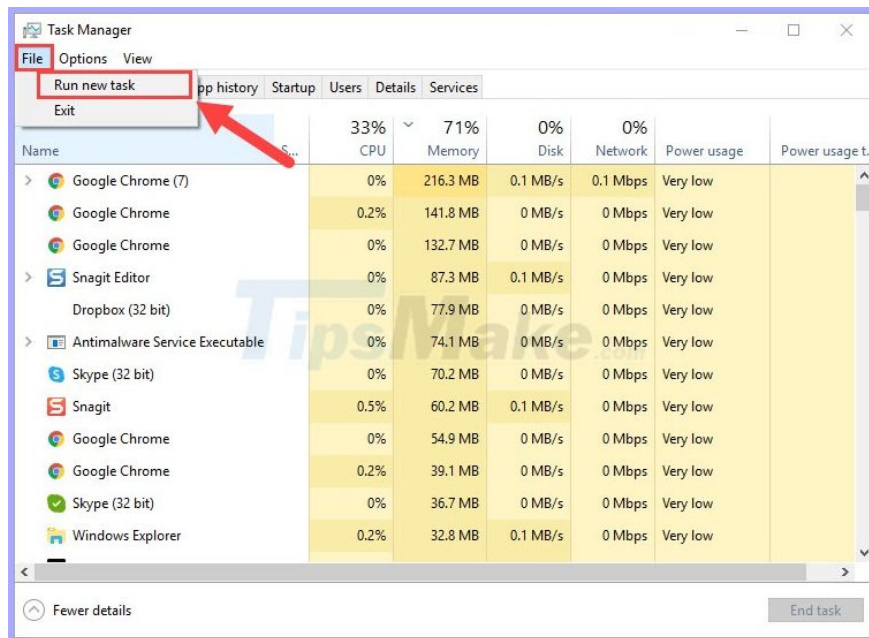 Task Manager
File Options View
Run new task
Exit
pp history Startup Users Details Services
33% 71% 0% 0%
Name S... CPU Memory Disk Network Power usage Power usage t.
Google Chrome (7) 0% 216.3 MB 0.1 MB/s 0.1 Mbps Very low
Google Chrome 0.2% 141.8 MB 0 MB/s 0 Mbps Very low
Google Chrome 0% 132.7 MB 0 MB/s 0 Mbps Very low
Snagit Editor 0% 87.3 MB 0.1 MB/s 0 Mbps Very low
Dropbox (32 bit) 0% 77.9 MB 0 MB/s 0 Mbps Very low
Antimalware Service Executable 0% 74.1 MB 0 MB/s 0 Mbps Very low
Skype (32 bit) 0% 70.2 MB 0 MB/s 0 Mbps Very low
Snagit 0.5% 60.2 MB 0.1 MB/s 0 Mbps Very low
Google Chrome 0% 54.9 MB 0 MB/s 0 Mbps Very low
Google Chrome 0.2% 39.1 MB 0 MB/s 0 Mbps Very low
Skype (32 bit) 0% 36.7 MB 0 MB/s 0 Mbps Very low
Windows Explorer 0.2% 32.8 MB 0.1 MB/s 0 Mbps Very low
TipsMake.com
Fewer details End task